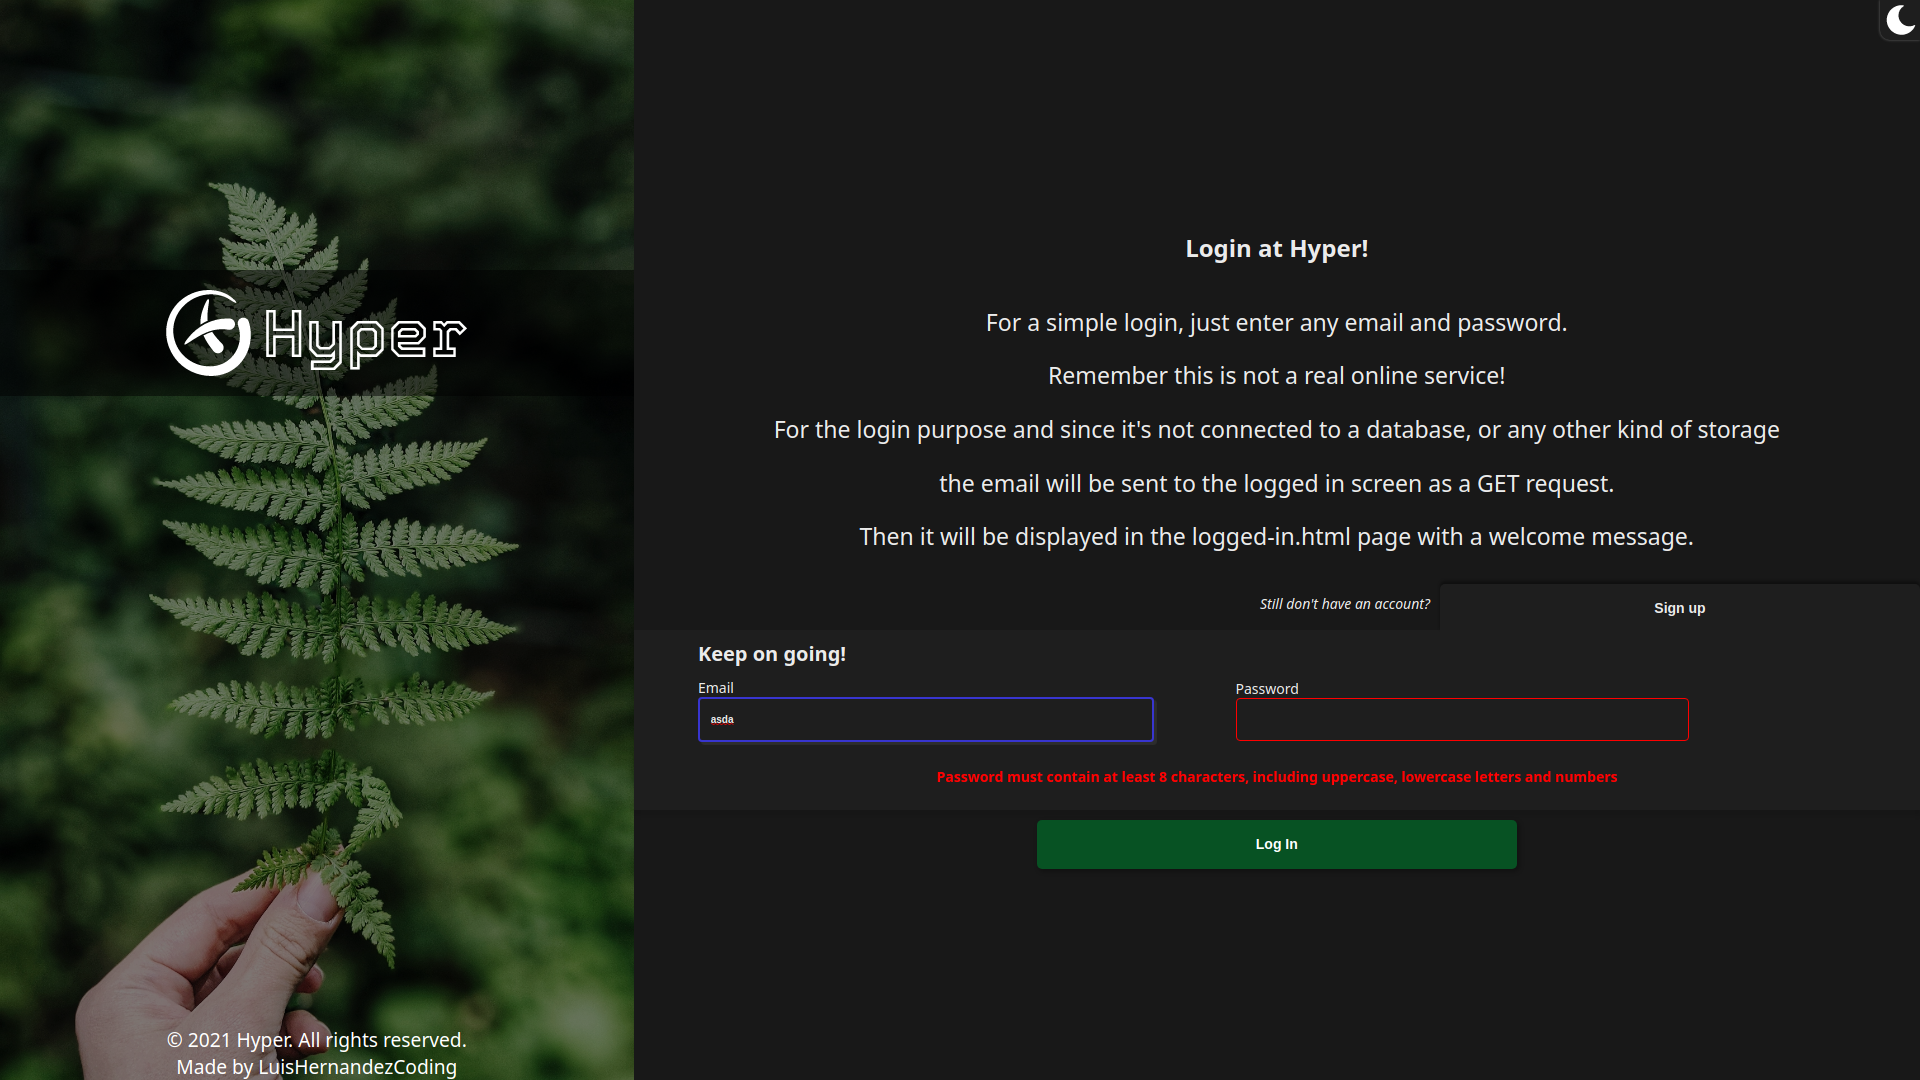 Hyper
Login at Hyper!
For a simple login, just enter any email and password.
Remember this is not a real online service!
For the login purpose and since it's not connected to a database, or any other kind of storage
the email will be sent to the logged in screen as a GET request.
Then it will be displayed in the logged-in.html page with a welcome message.
Still don't have an account?
Sign up
Keep on going!
Email
Password
asda
Password must contain at least 8 characters, including uppercase, lowercase letters and numbers
Log In
© 2021 Hyper. All rights reserved.
Made by LuisHernandezCoding